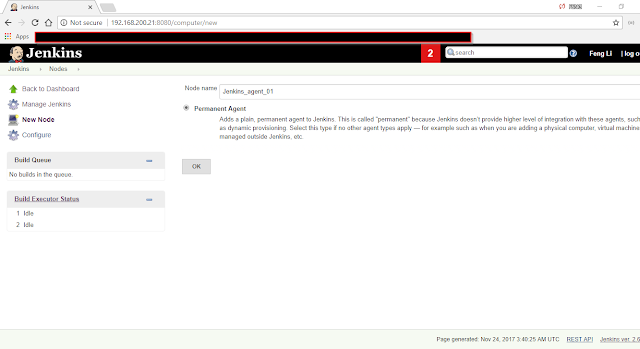 Jenkins
Not secure 192.168.200.21:8080/computer/new
Apps
Jenkins 2 search Feng Li | log o
Jenkins › Nodes ›
Back to Dashboard
Manage Jenkins
New Node
Configure
Node name Jenkins_agent_01
Permanent Agent
Adds a plain, permanent agent to Jenkins. This is called "permanent" because Jenkins doesn't provide higher level of integration with these agents, such
as dynamic provisioning. Select this type if no other agent types apply — for example such as when you are adding a physical computer, virtual machine
managed outside Jenkins, etc.
OK
Build Queue
No builds in the queue.
Build Executor Status
1 Idle
2 Idle
Page generated: Nov 24, 2017 3:40:25 AM UTC REST API Jenkins ver. 2.6